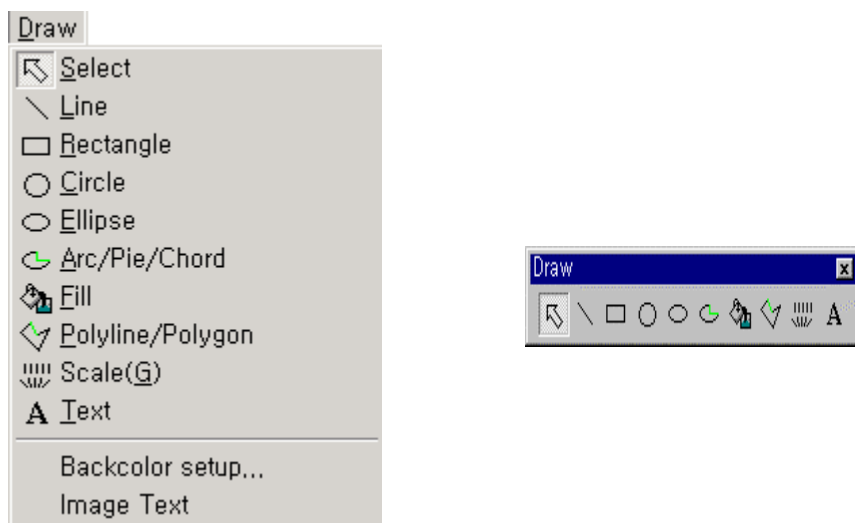 Draw
Select
Line
Rectangle
Circle
Ellipse
Arc/Pie/Chord
Fill
Polyline/Polygon
Scale(G)
A Text
Backcolor setup...
Image Text
Draw
A